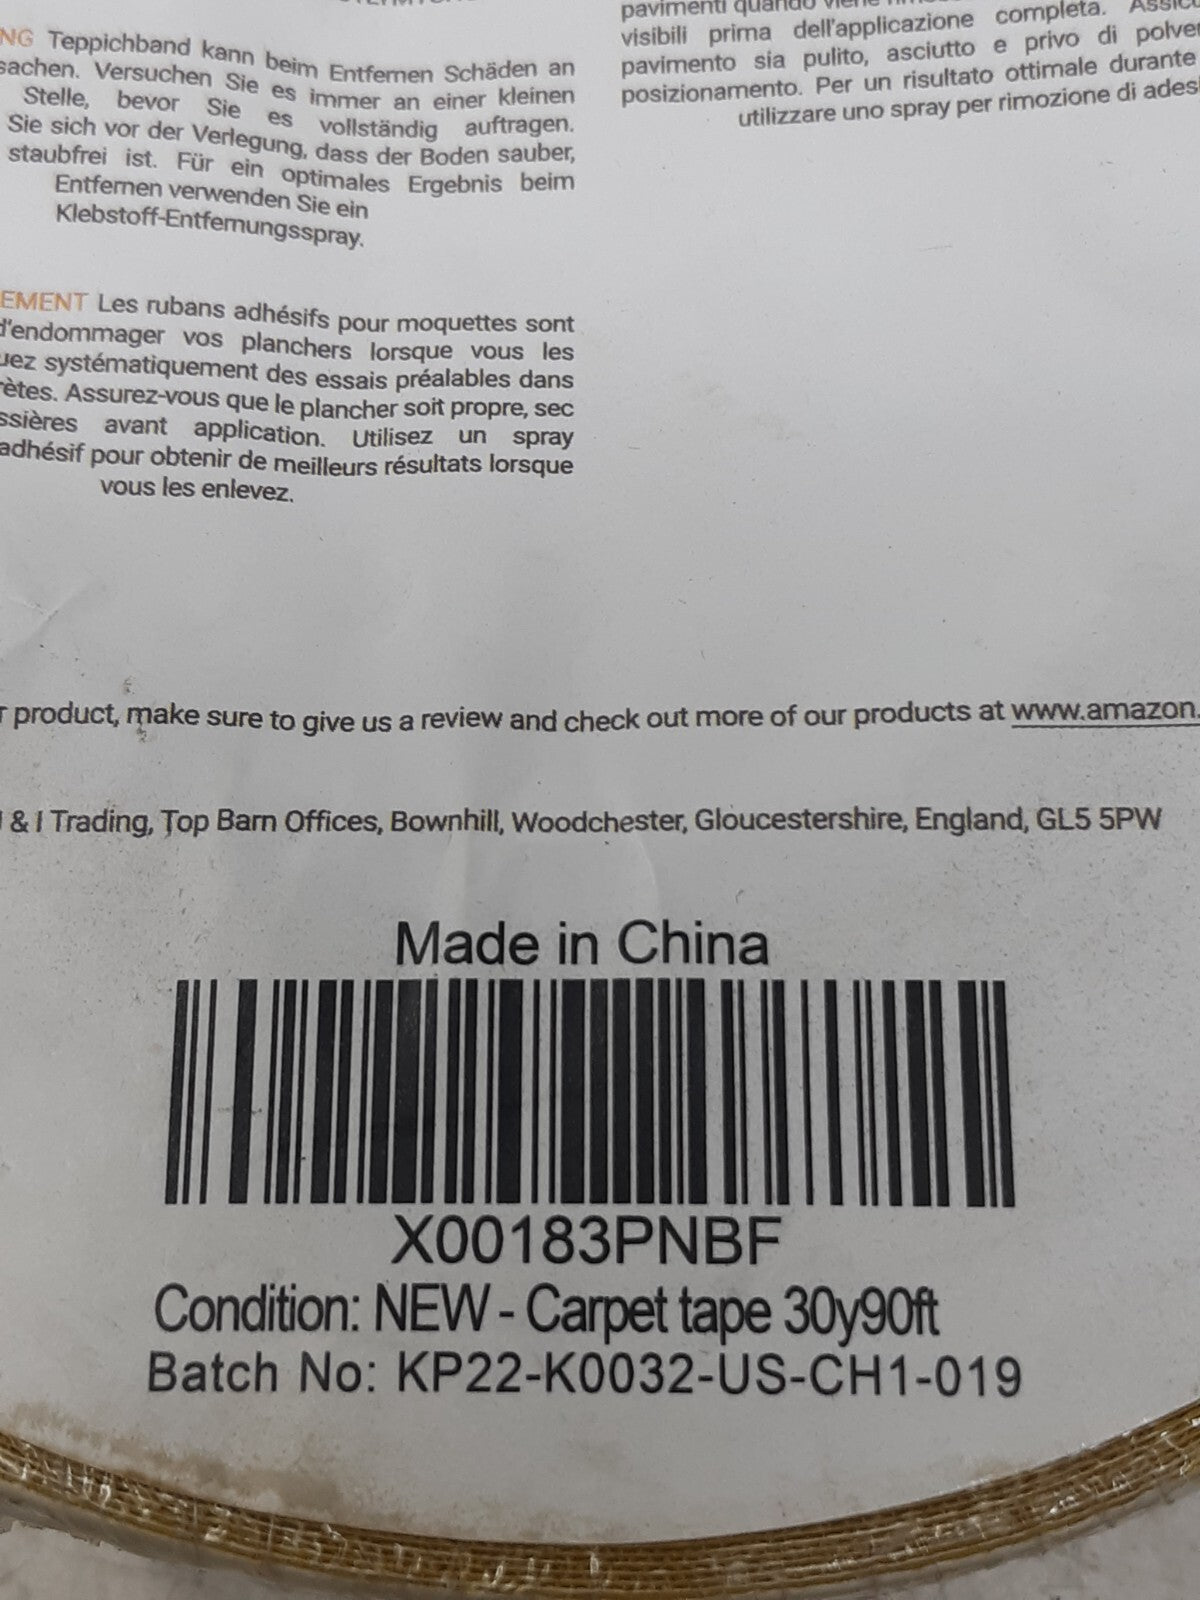 NG Teppichband kann beim Entfernen Schäden an
sachen. Versuchen Sie es immer an einer kleinen
Stelle, bevor Sie es vollständig auftragen.
Sie sich vor der Verlegung, dass der Boden sauber,
staubfrei ist. Für ein optimales Ergebnis beim
Entfernen verwenden Sie ein
Klebstoff-Entfernungsspray.
EMENT Les rubans adhésifs pour moquettes sont
d'endommager vos planchers lorsque vous les
uez systématiquement des essais préalables dans
rètes. Assurez-vous que le plancher soit propre, sec
ssières avant application. Utilisez un spray
adhésif pour obtenir de meilleurs résultats lorsque
vous les enlevez.
pavimenti quando viene
visibili prima dell'applicazione completa. Assicu
pavimento sia pulito, asciutto e privo di polve
posizionamento. Per un risultato ottimale durante
utilizzare uno spray per rimozione di ades
r product, make sure to give us a review and check out more of our products at www.amazon.
& I Trading, Top Barn Offices, Bownhill, Woodchester, Gloucestershire, England, GL5 5PW
Made in China
X00183PNBF
Condition: NEW - Carpet tape 30y90ft
Batch No: KP22-K0032-US-CH1-019